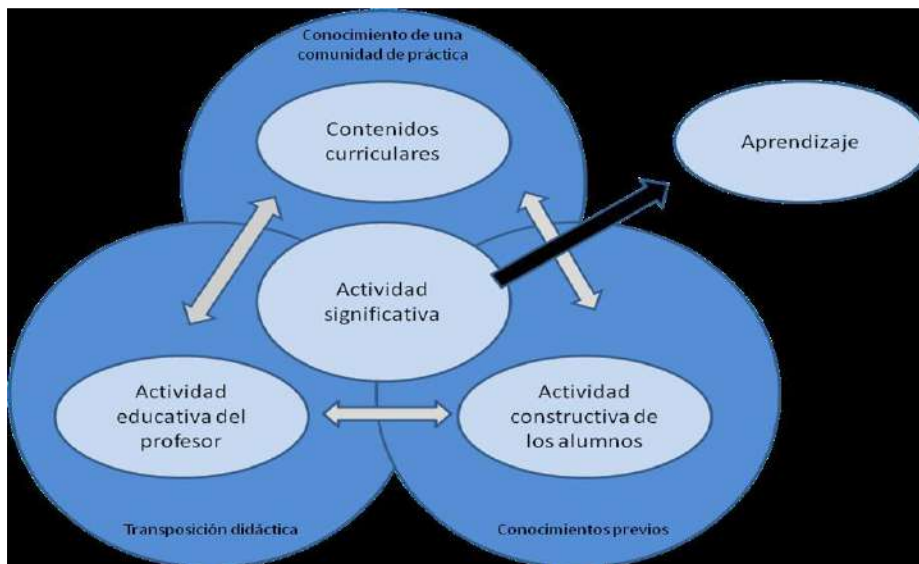 Conocimiento de una
comunidad de práctica
Contenidos
curriculares
Aprendizaje
Actividad
significativa
Actividad
educativa del
profesor
Actividad
constructiva de
los alumnos
Transposición didáctica
Conocimientos previos